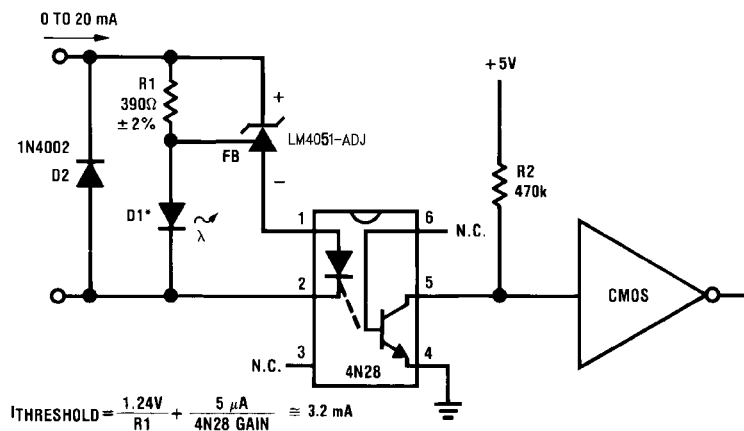 0 TO 20 mA
R1
390Ω
±2%
+
LM4051-ADJ
FB
−
1N4002
D2
D1*
λ
+5V
R2
470k
1
6
N.C.
2
5
CMOS
3
4
N.C.
4N28
ITHRESHOLD = 1.24V / R1 + 5 μA / 4N28 GAIN ≅ 3.2 mA